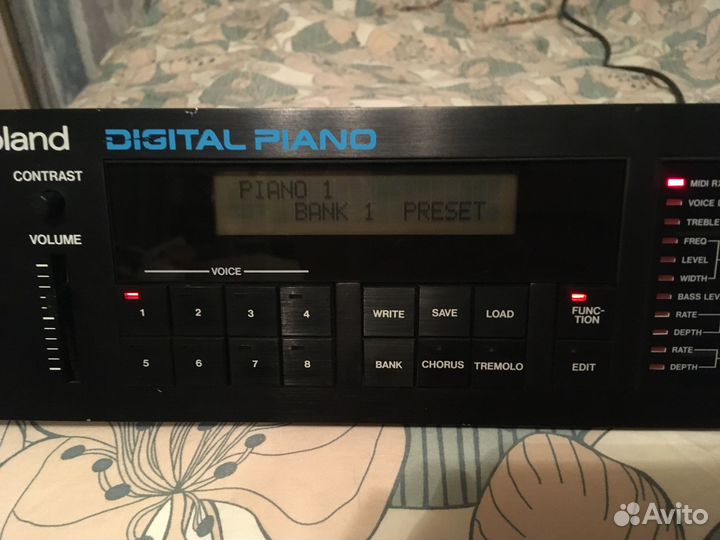 oland DIGITAL PIANO
CONTRAST
VOLUME
PIANO 1
BANK 1 PRESET
VOICE
1 2 3 4
5 6 7 8
WRITE SAVE LOAD
BANK CHORUS TREMOLO
FUNC-
TION
EDIT
MIDI RX
VOICE
TREBLE
FREQ
LEVEL
WIDTH
BASS LEV
RATE
DEPTH
RATE
DEPTH
Avito